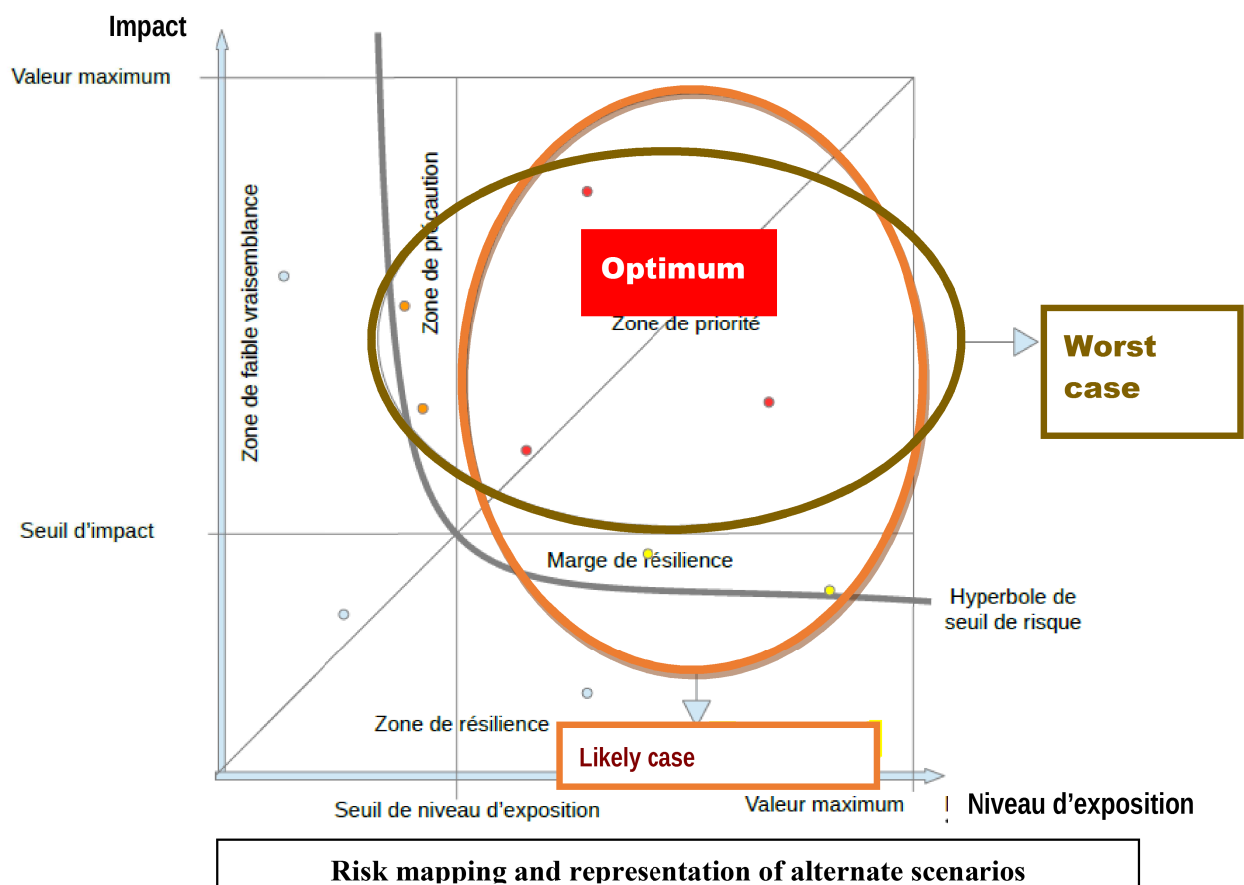 Impact
Valeur maximum
Zone de faible vraisemblance
Zone de précaution
Optimum
Zone de priorité
Worst
case
Seuil d’impact
Marge de résilience
Hyperbole de
seuil de risque
Zone de résilience
Likely case
Seuil de niveau d’exposition
Valeur maximum
Niveau d’exposition
Risk mapping and representation of alternate scenarios